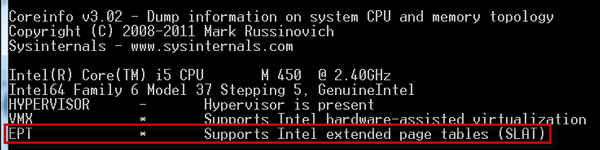 Coreinfo v3.02 - Dump information on system CPU and memory topology
Copyright (C) 2008-2011 Mark Russinovich
Sysinternals - www.sysinternals.com
Intel(R) Core(TM) i5 CPU       M 450  @ 2.40GHz
Intel64 Family 6 Model 37 Stepping 5, GenuineIntel
HYPERVISOR      -       Hypervisor is present
VMX             *       Supports Intel hardware-assisted virtualization
EPT             *       Supports Intel extended page tables (SLAT)